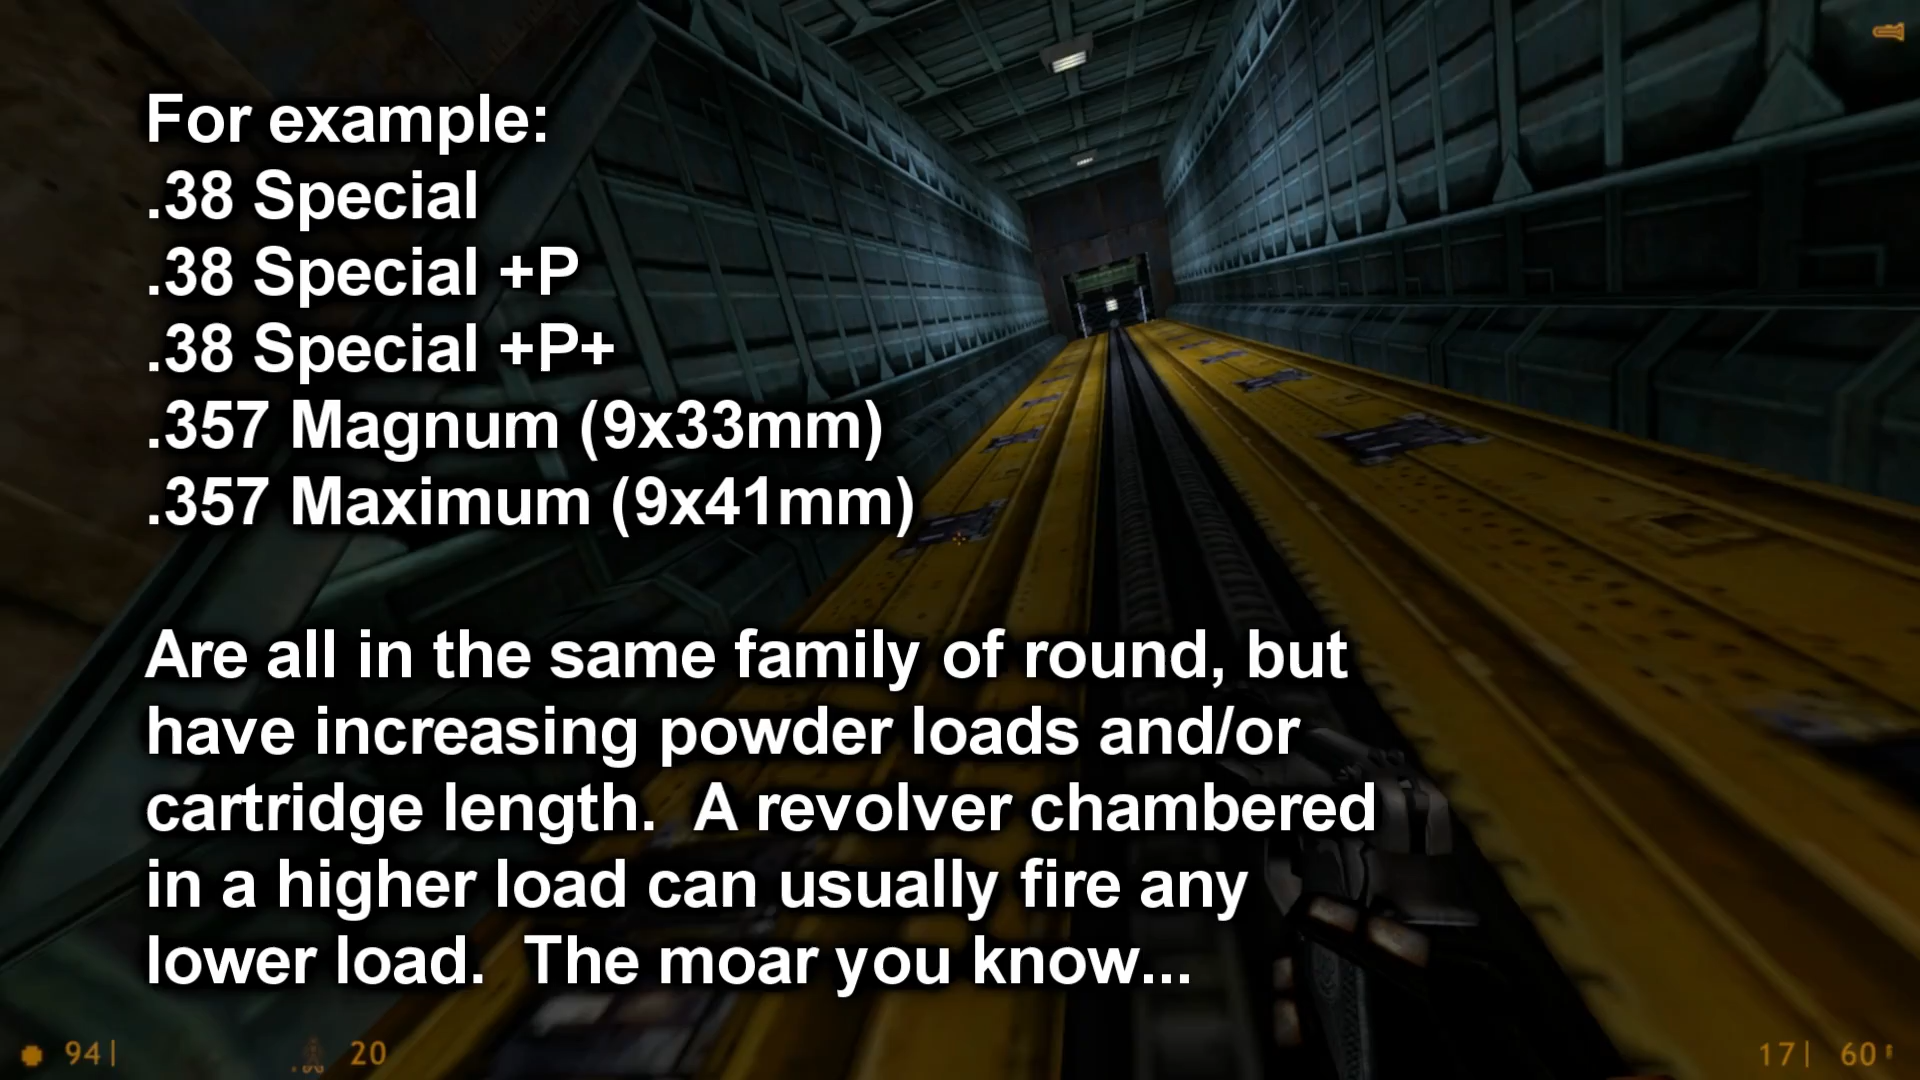 For example:
.38 Special
.38 Special +P
.38 Special +P+
.357 Magnum (9x33mm)
.357 Maximum (9x41mm)
Are all in the same family of round, but
have increasing powder loads and/or
cartridge length.  A revolver chambered
in a higher load can usually fire any
lower load.  The moar you know...
94| 20 17| 60